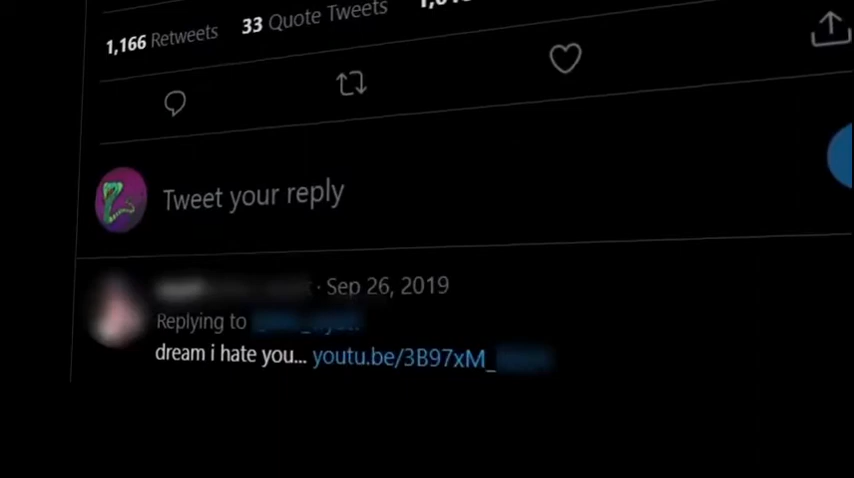 1,166 Retweets 33 Quote Tweets
Tweet your reply
· Sep 26, 2019
Replying to
dream i hate you... youtu.be/3B97xM_